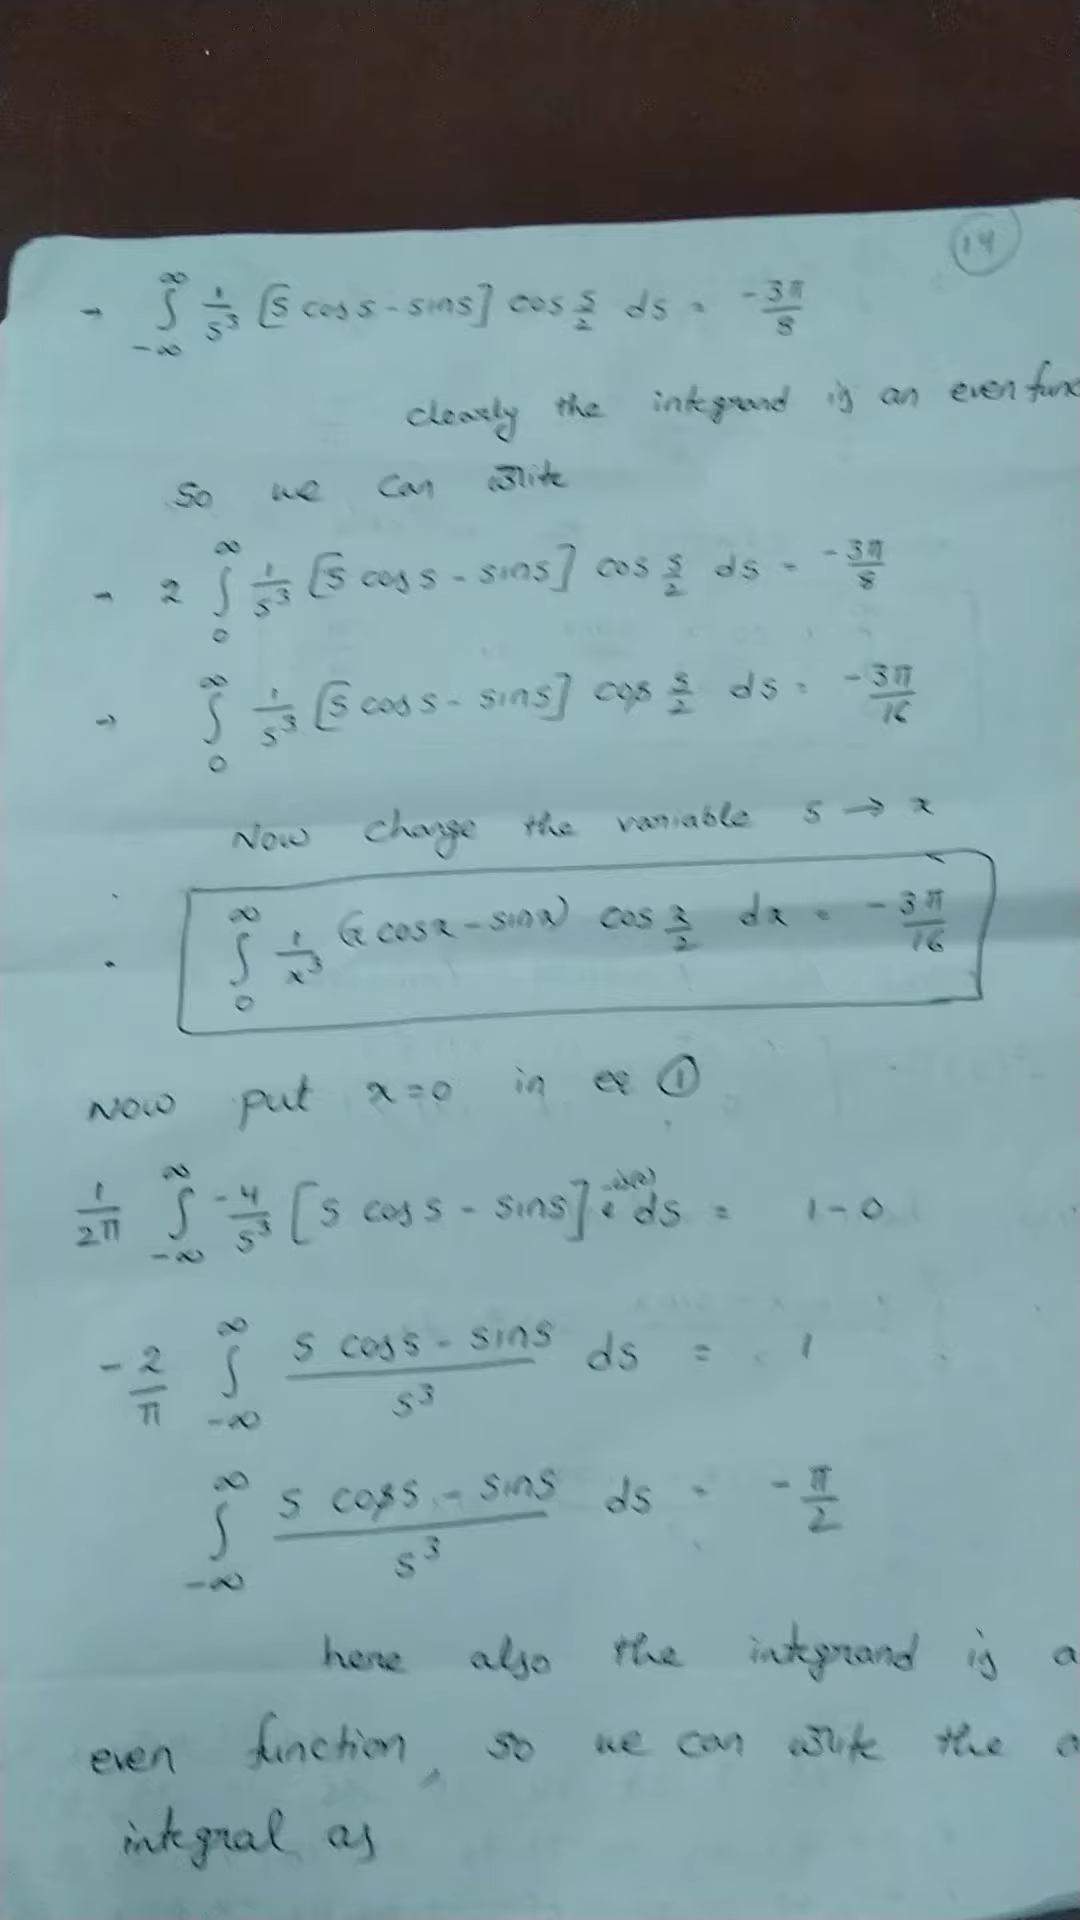 14
→ ∫_{-∞}^{∞} 1/s³ [s cos s - sin s] cos s/2 ds = -3π/8
clearly the integrand is an even func
so we can write
→ 2 ∫_0^∞ 1/s³ [s cos s - sin s] cos s/2 ds = -3π/8
→ ∫_0^∞ 1/s³ [s cos s - sin s] cos s/2 ds = -3π/16
Now change the variable s → x
∴ ∫_0^∞ 1/x³ (x cos x - sin x) cos x/2 dx = -3π/16
Now put x=0 in eq ①
1/2π ∫_{-∞}^{∞} -4/s³ [s cos s - sin s] e^{-is(0)} ds = 1-0
-2/π ∫_{-∞}^{∞} (s cos s - sin s)/s³ ds = 1
∫_{-∞}^{∞} (s cos s - sin s)/s³ ds = -π/2
here also the integrand is a
even function, so we can write the
integral as